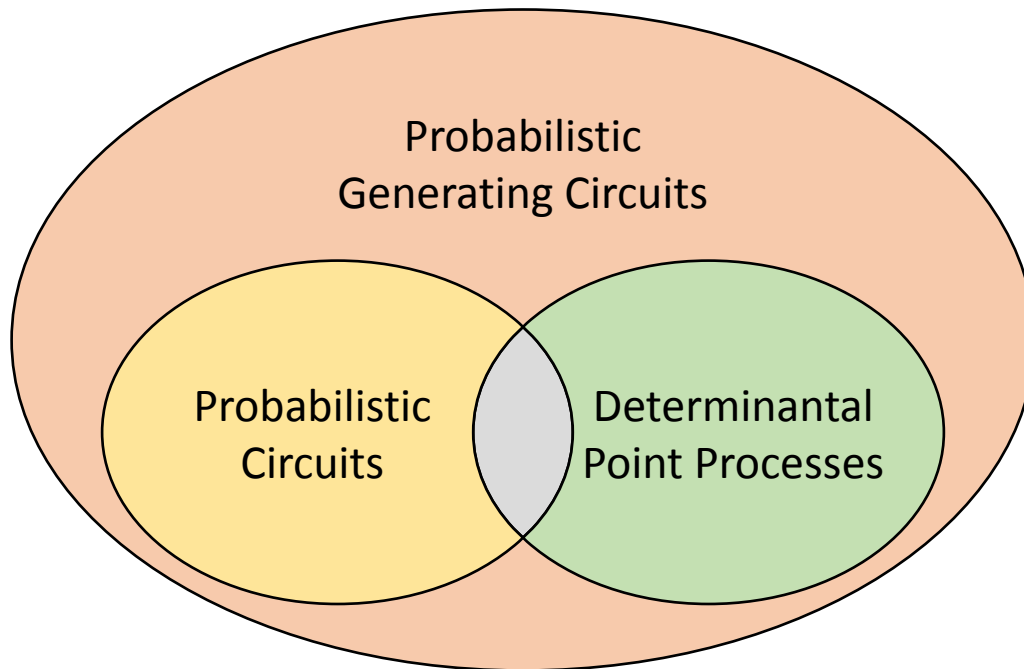 Probabilistic
Generating Circuits
Probabilistic
Circuits
Determinantal
Point Processes